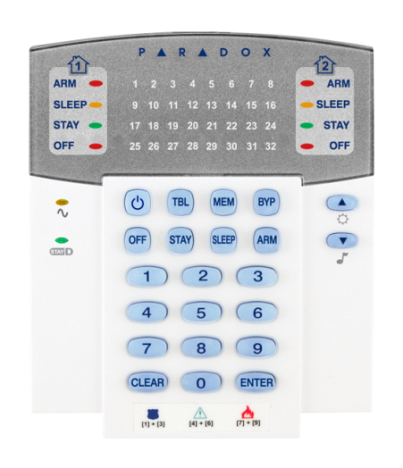 PARADOX
1 2
ARM 1 2 3 4 5 6 7 8 ARM
SLEEP 9 10 11 12 13 14 15 16 SLEEP
STAY 17 18 19 20 21 22 23 24 STAY
OFF 25 26 27 28 29 30 31 32 OFF
TBL MEM BYP
STAY D
OFF STAY SLEEP ARM
1 2 3
4 5 6
7 8 9
CLEAR 0 ENTER
[1] + [3] [4] + [6] [7] + [9]